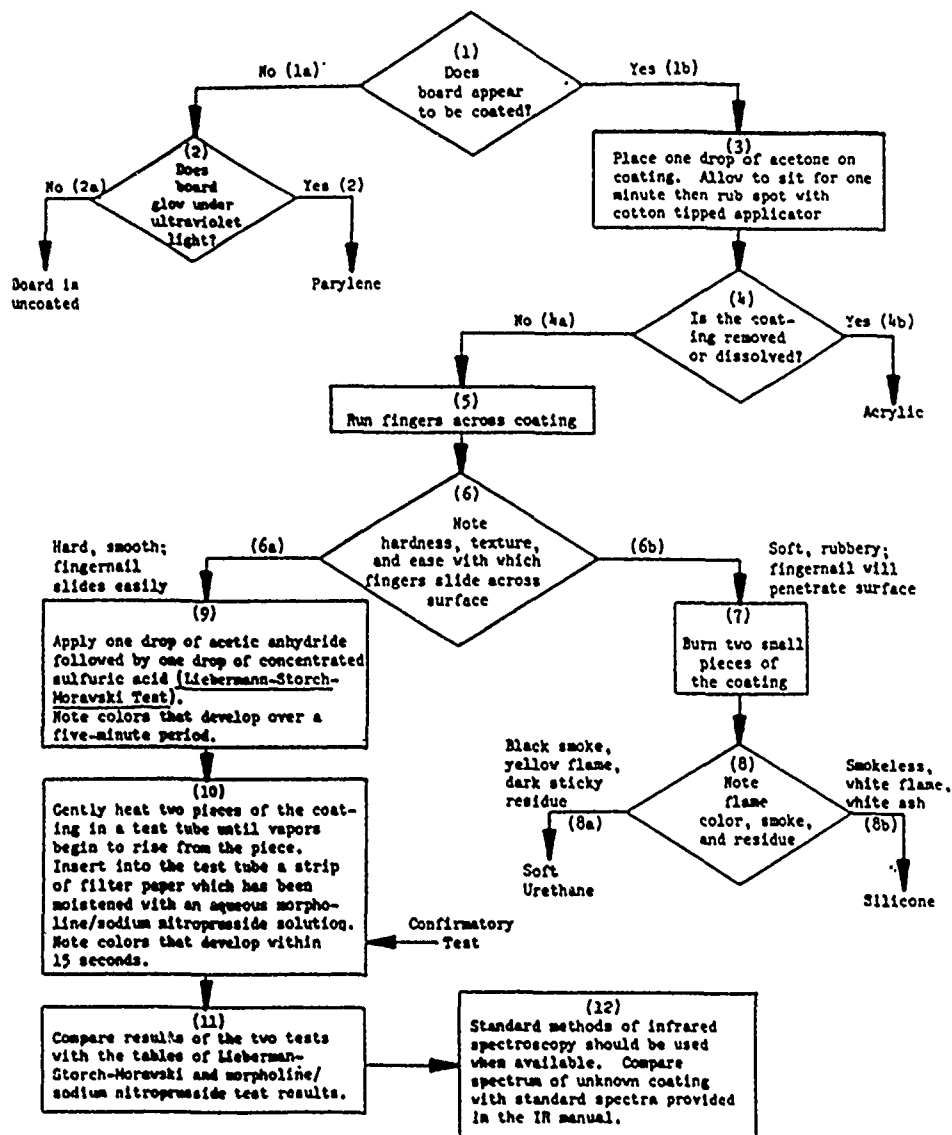 (1)
Does
board appear
to be coated?
No (1a)
Yes (1b)
(2)
Does
board
glow under
ultraviolet
light?
No (2a)
Yes (2)
Board is
uncoated
Parylene
(3)
Place one drop of acetone on
coating. Allow to sit for one
minute then rub spot with
cotton tipped applicator
(4)
Is the coat-
ing removed
or dissolved?
No (4a)
Yes (4b)
Acrylic
(5)
Run fingers across coating
(6)
Note
hardness, texture,
and ease with which
fingers slide across
surface
Hard, smooth;
fingernail
slides easily
(6a)
(6b)
Soft, rubbery;
fingernail will
penetrate surface
(9)
Apply one drop of acetic anhydride
followed by one drop of concentrated
sulfuric acid (Liebermann-Storch-
Moravski Test).
Note colors that develop over a
five-minute period.
(7)
Burn two small
pieces of
the coating
(8)
Note
flame
color, smoke,
and residue
Black smoke,
yellow flame,
dark sticky
residue
(8a)
Smokeless,
white flame,
white ash
(8b)
Soft
Urethane
Silicone
(10)
Gently heat two pieces of the coat-
ing in a test tube until vapors
begin to rise from the piece.
Insert into the test tube a strip
of filter paper which has been
moistened with an aqueous morpho-
line/sodium nitroprusside solution.
Note colors that develop within
15 seconds.
Confirmatory
Test
(11)
Compare results of the two tests
with the tables of Lieberman-
Storch-Moravski and morpholine/
sodium nitroprusside test results.
(12)
Standard methods of infrared
spectroscopy should be used
when available. Compare
spectrum of unknown coating
with standard spectra provided
in the IR manual.